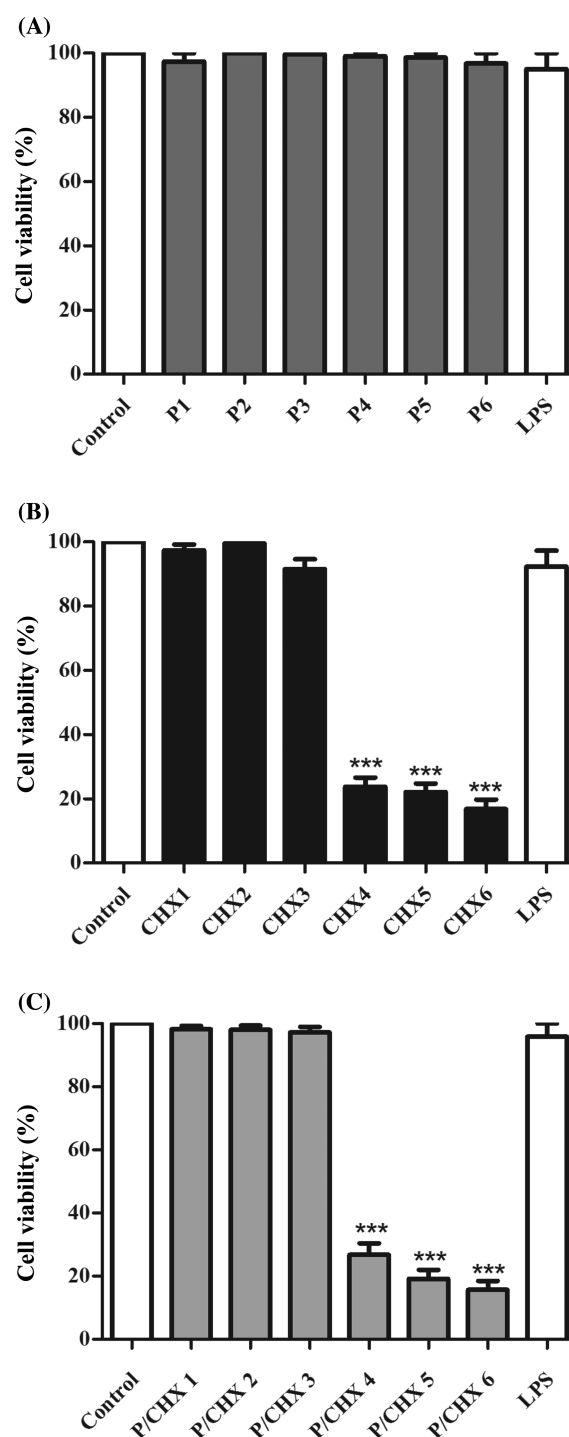 (A)
Cell viability (%)
100
80
60
40
20
0
Control P1 P2 P3 P4 P5 P6 LPS
(B)
Cell viability (%)
100
80
60
40
20
0
*** *** ***
Control CHX1 CHX2 CHX3 CHX4 CHX5 CHX6 LPS
(C)
Cell viability (%)
100
80
60
40
20
0
*** *** ***
Control P/CHX 1 P/CHX 2 P/CHX 3 P/CHX 4 P/CHX 5 P/CHX 6 LPS